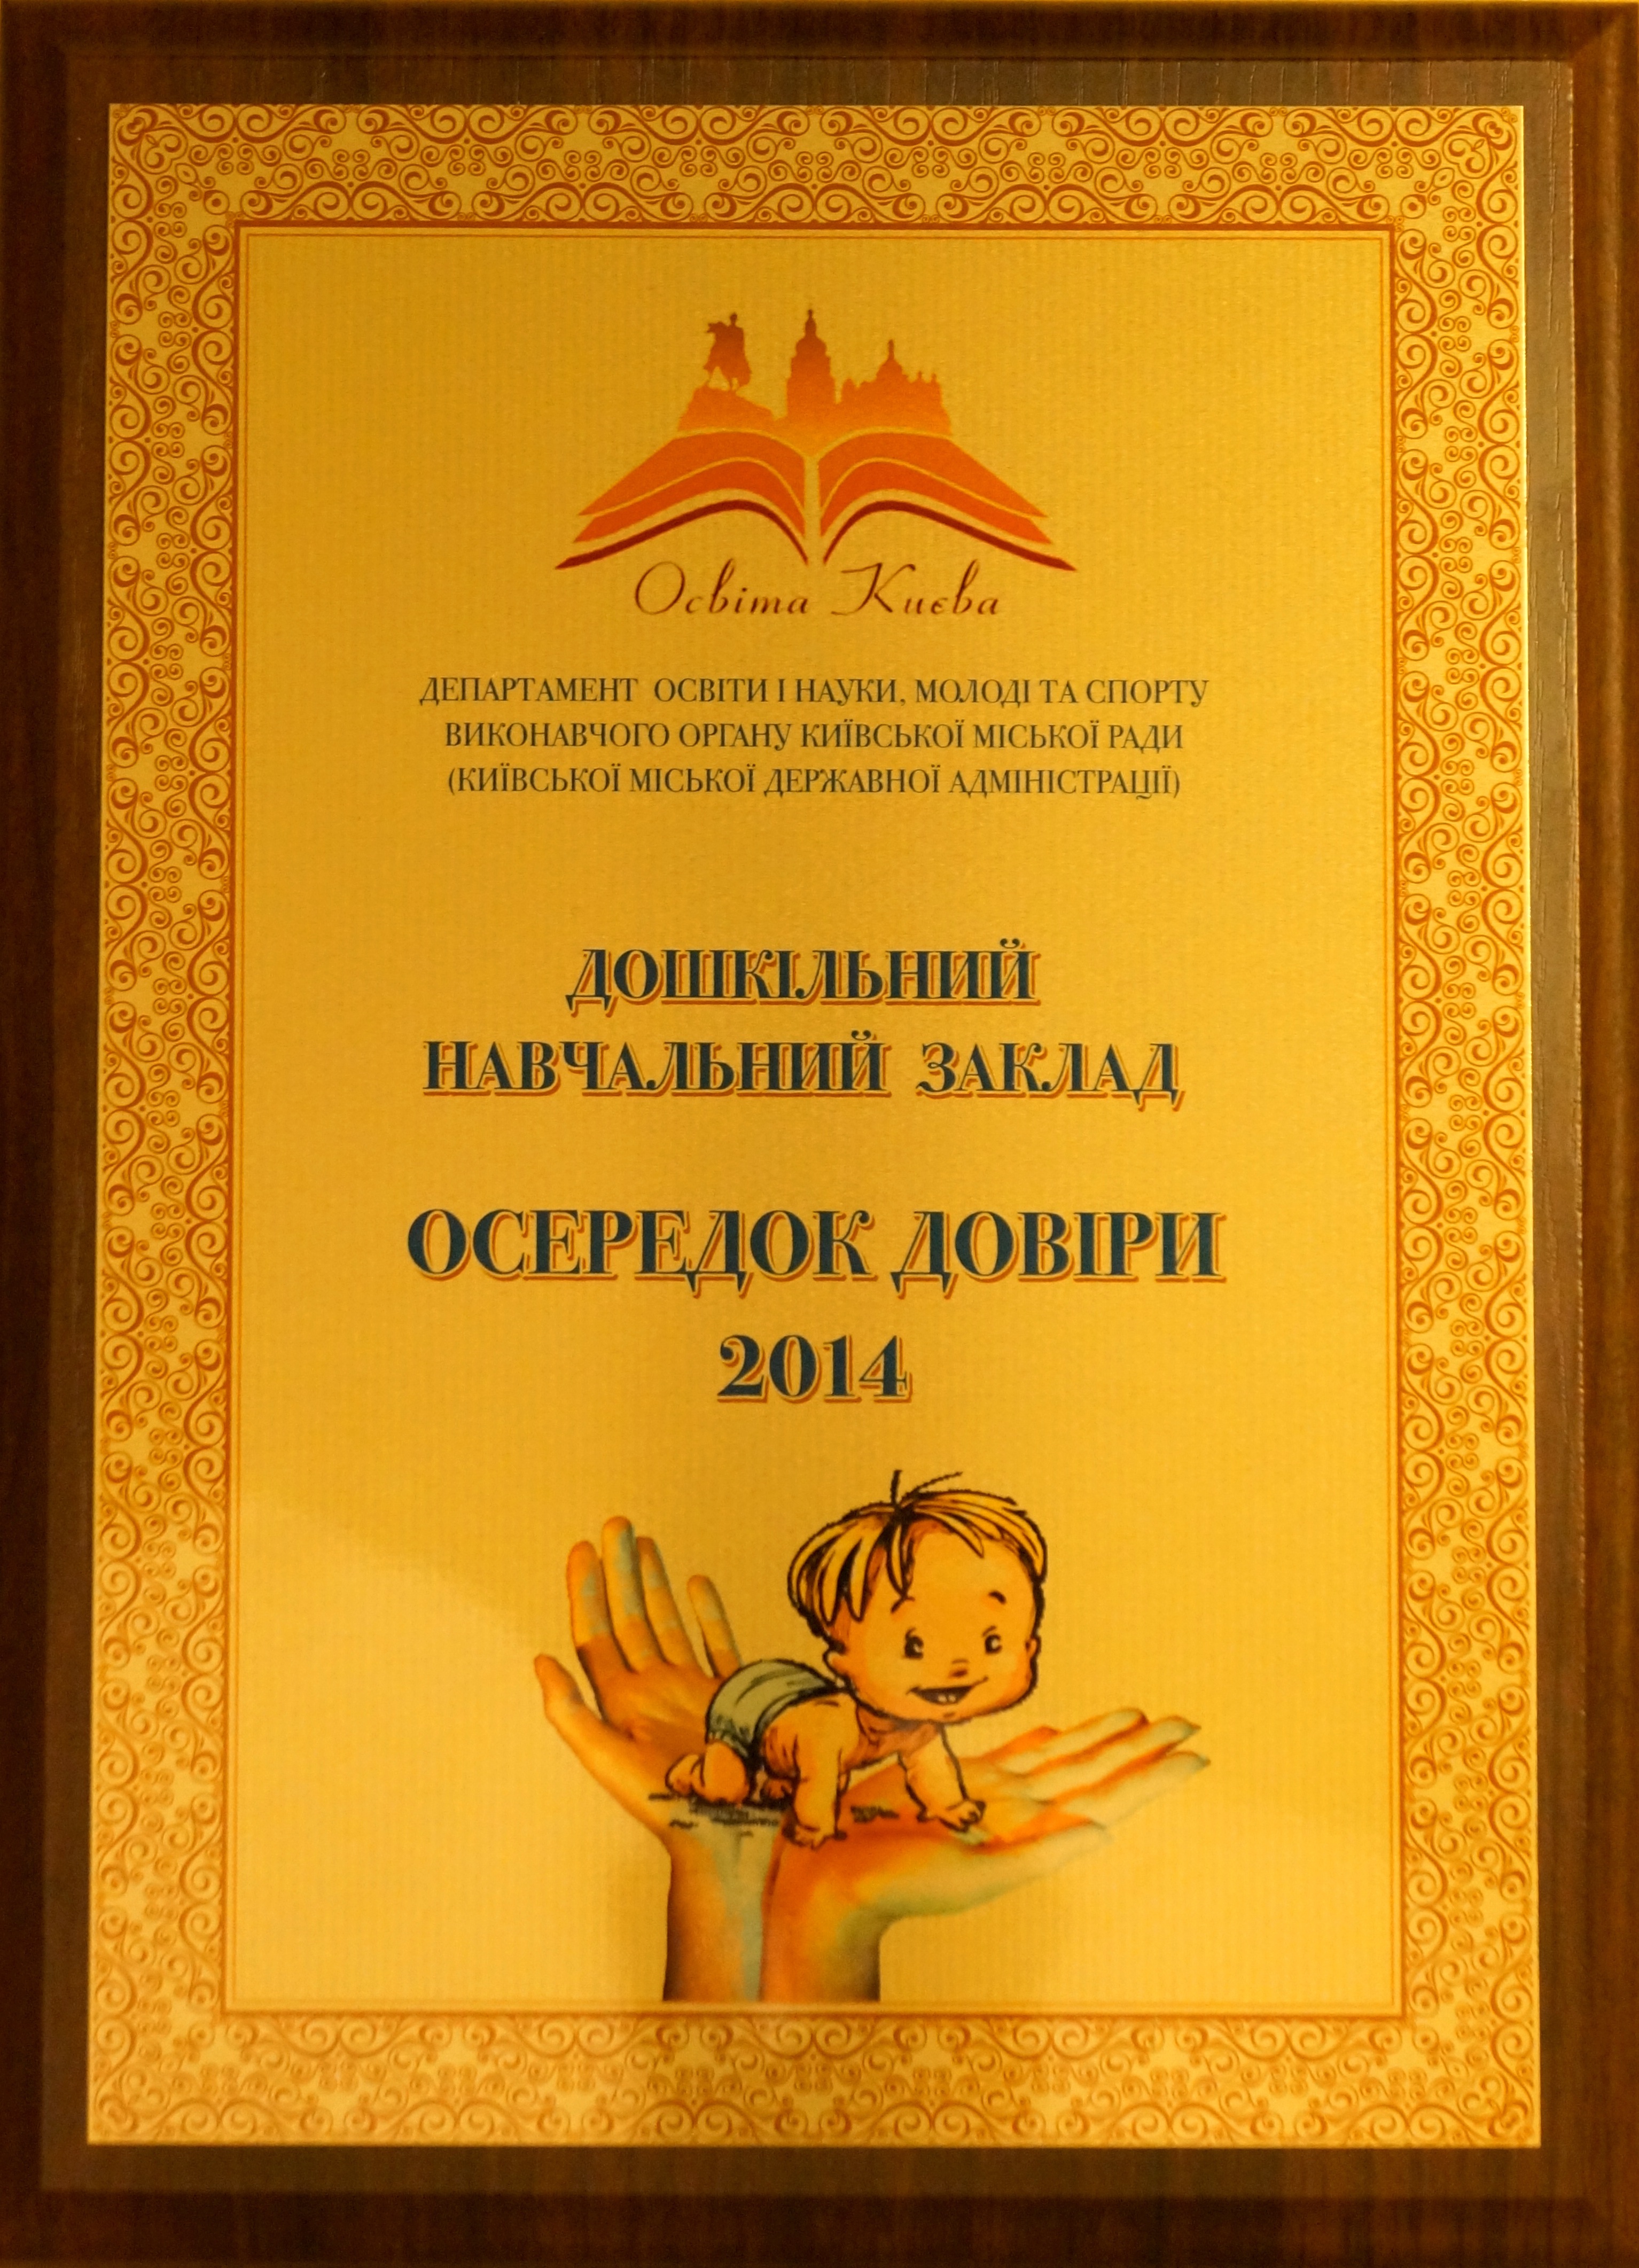 Освіта Києва
ДЕПАРТАМЕНТ ОСВІТИ І НАУКИ, МОЛОДІ ТА СПОРТУ
ВИКОНАВЧОГО ОРГАНУ КИЇВСЬКОЇ МІСЬКОЇ РАДИ
(КИЇВСЬКОЇ МІСЬКОЇ ДЕРЖАВНОЇ АДМІНІСТРАЦІЇ)
ДОШКІЛЬНИЙ
НАВЧАЛЬНИЙ ЗАКЛАД
ОСЕРЕДОК ДОВІРИ
2014